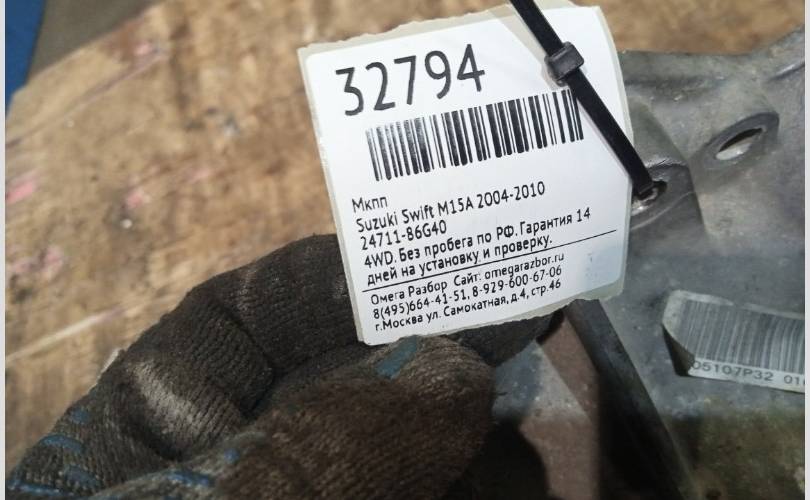 32794
Мкпп
Suzuki Swift M15A 2004-2010
24711-86G40
4WD. Без пробега по РФ. Гарантия 14
дней на установку и проверку.
Омега Разбор Сайт: omegarazbor.ru
8(495)664-41-51, 8-929-600-67-06
г.Москва ул. Самокатная, д.4, стр.46
05107P32 01